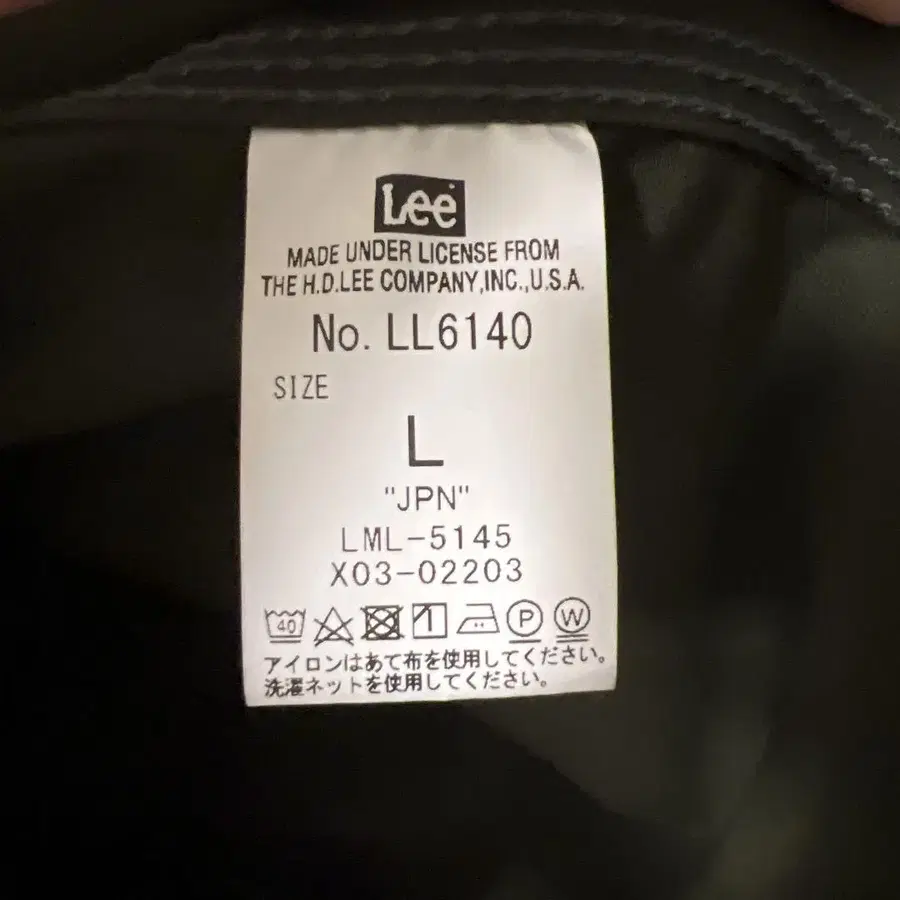 Lee
MADE UNDER LICENSE FROM
THE H.D.LEE COMPANY,INC.,U.S.A.
No. LL6140
SIZE
L
"JPN"
LML-5145
X03-02203
40 P W
アイロンはあて布を使用してください。
洗濯ネットを使用してください。